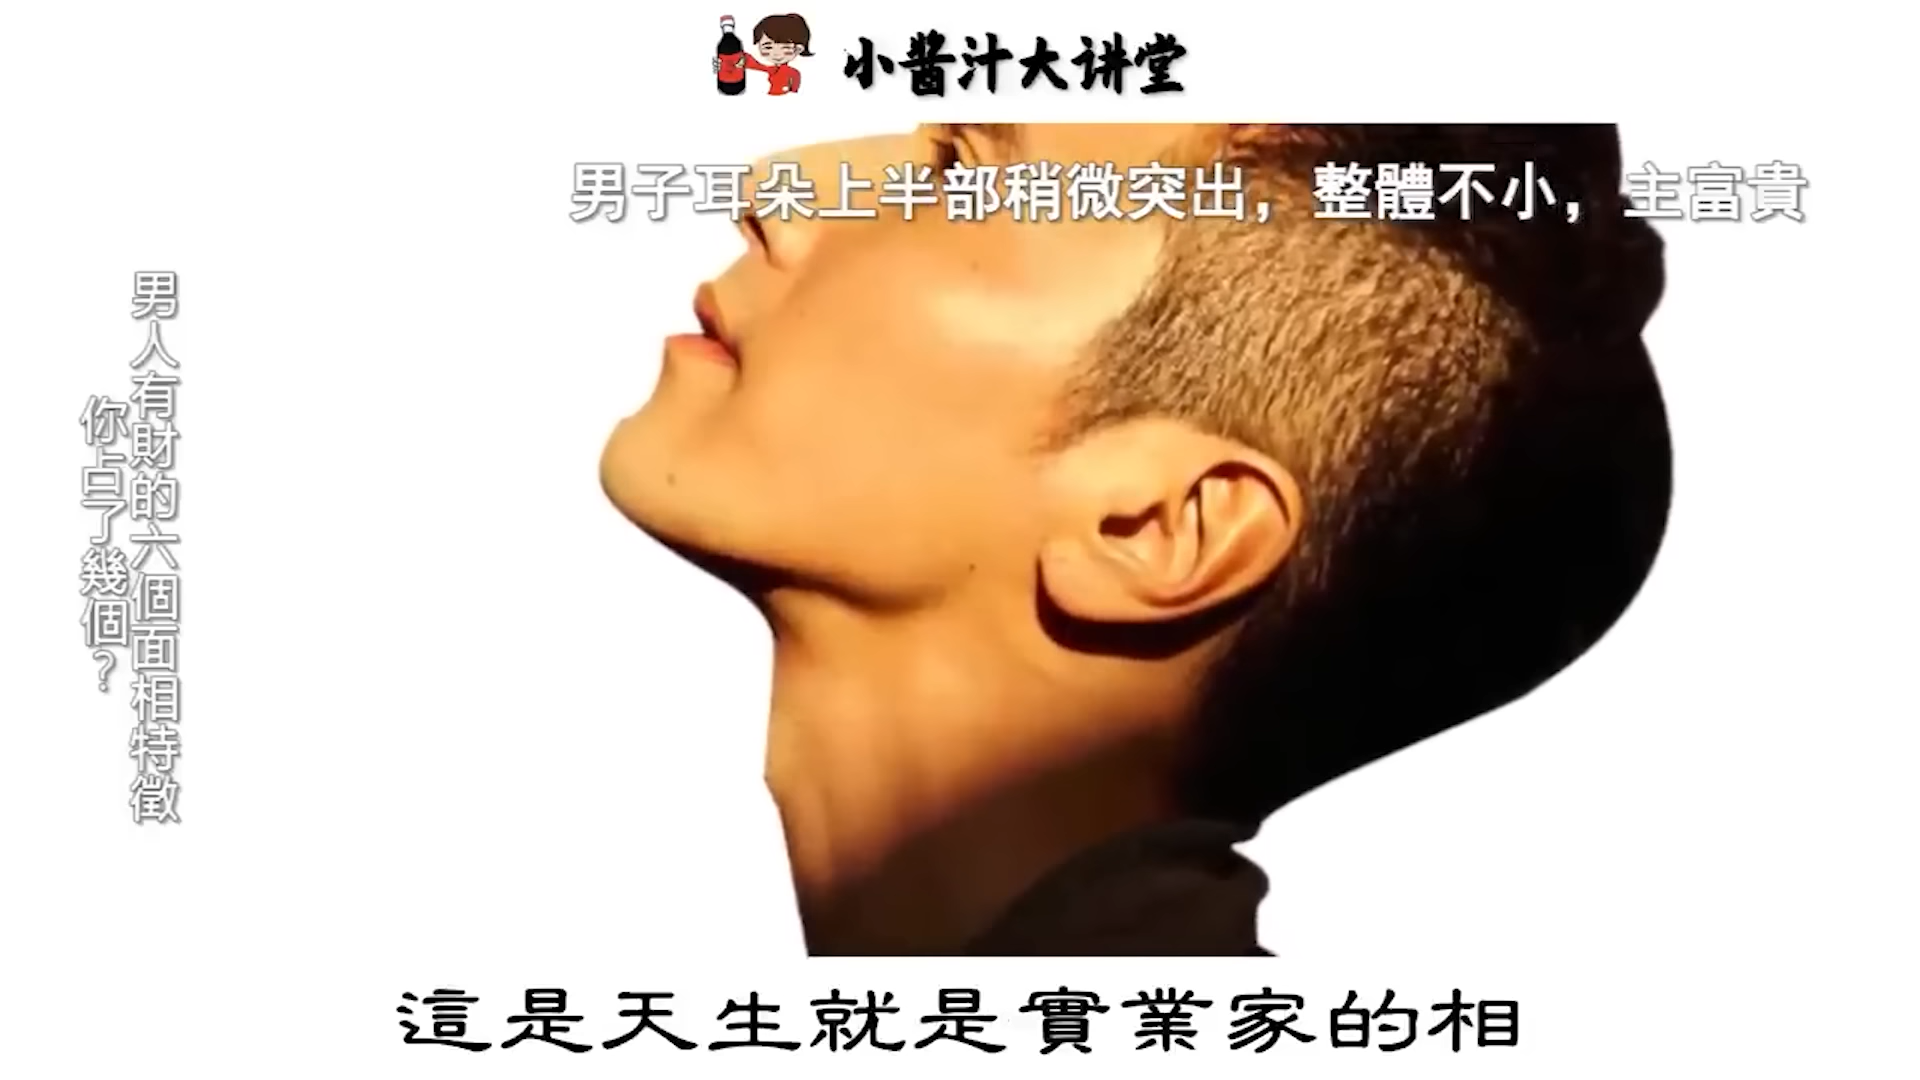 小酱汁大讲堂
男子耳朵上半部稍微突出，整體不小，主富貴
男人有財的六個面相特徵
你占了幾個？
這是天生就是實業家的相